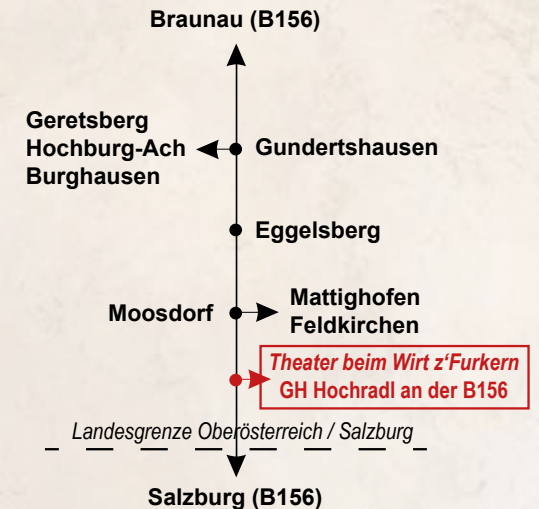 Braunau (B156)
Geretsberg
Hochburg-Ach
Burghausen
Gundertshausen
Eggelsberg
Moosdorf
Mattighofen
Feldkirchen
Theater beim Wirt z‘Furkern
GH Hochradl an der B156
Landesgrenze Oberösterreich / Salzburg
Salzburg (B156)